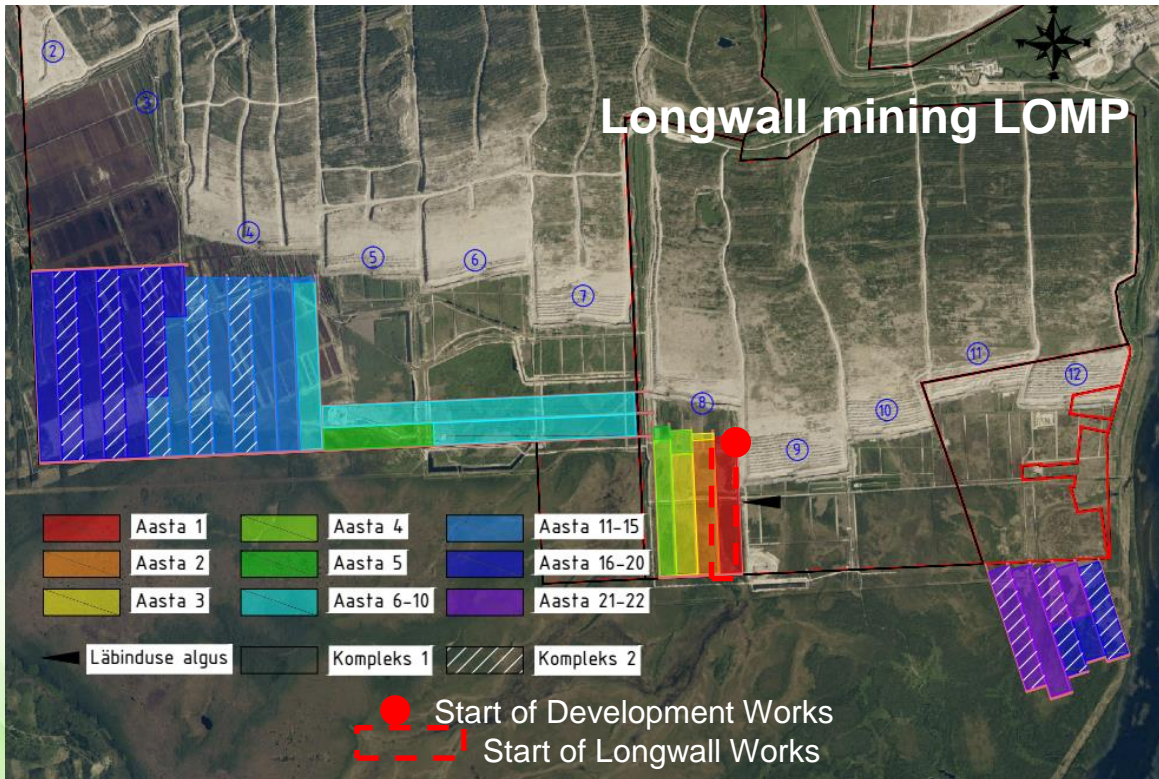 2
3
Longwall mining LOMP
4
5
6
7
8
9
10
11
12
Aasta 1
Aasta 4
Aasta 11-15
Aasta 2
Aasta 5
Aasta 16-20
Aasta 3
Aasta 6-10
Aasta 21-22
Läbinduse algus
Kompleks 1
Kompleks 2
Start of Development Works
Start of Longwall Works